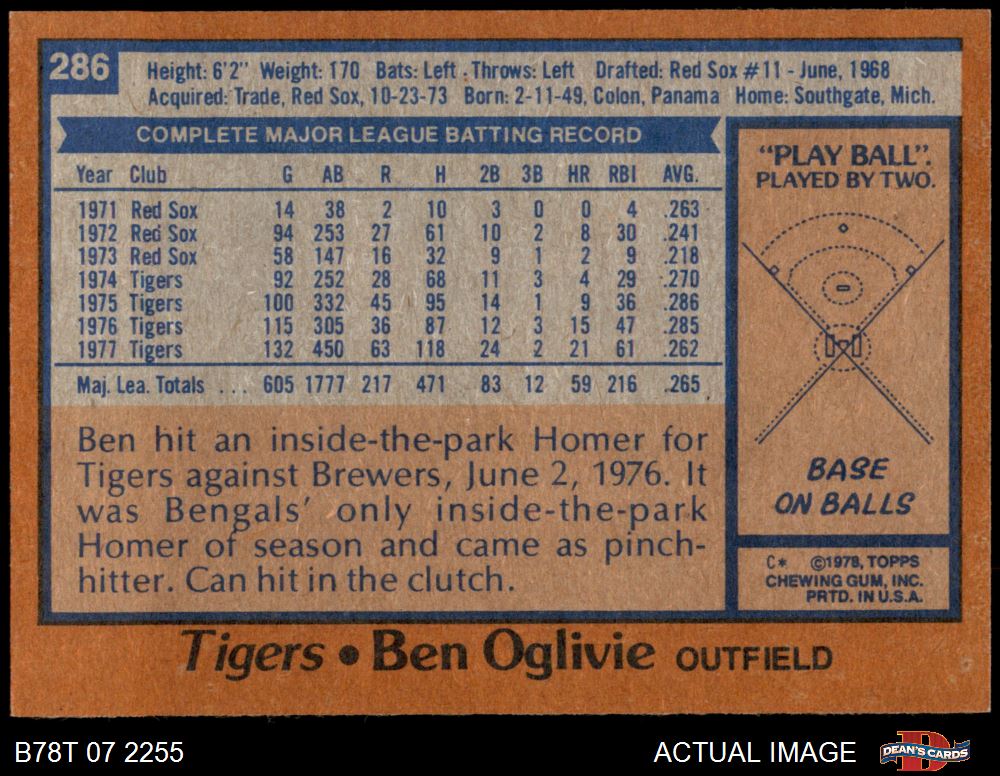 286
Height: 6'2" Weight: 170 Bats: Left Throws: Left Drafted: Red Sox #11 - June, 1968
Acquired: Trade, Red Sox, 10-23-73 Born: 2-11-49, Colon, Panama Home: Southgate, Mich.
COMPLETE MAJOR LEAGUE BATTING RECORD
Year Club G AB R H 2B 3B HR RBI AVG.
1971 Red Sox 14 38 2 10 3 0 0 4 .263
1972 Red Sox 94 253 27 61 10 2 8 30 .241
1973 Red Sox 58 147 16 32 9 1 2 9 .218
1974 Tigers 92 252 28 68 11 3 4 29 .270
1975 Tigers 100 332 45 95 14 1 9 36 .286
1976 Tigers 115 305 36 87 12 3 15 47 .285
1977 Tigers 132 450 63 118 24 2 21 61 .262
Maj. Lea. Totals ... 605 1777 217 471 83 12 59 216 .265
Ben hit an inside-the-park Homer for
Tigers against Brewers, June 2, 1976. It
was Bengals' only inside-the-park
Homer of season and came as pinch-
hitter. Can hit in the clutch.
"PLAY BALL".
PLAYED BY TWO.
BASE
ON BALLS
C* ©1978, TOPPS
CHEWING GUM, INC.
PRTD. IN U.S.A.
Tigers • Ben Oglivie OUTFIELD
B78T 07 2255
ACTUAL IMAGE
DEAN'S CARDS